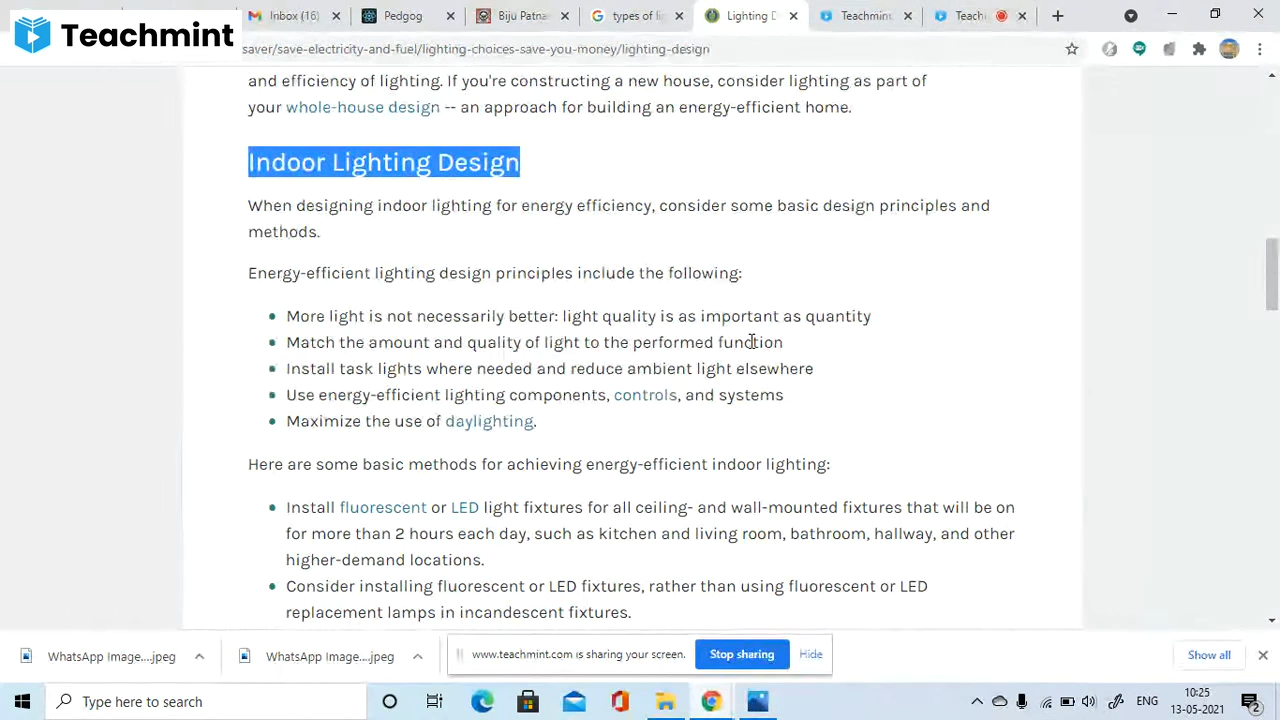 Teachmint
Inbox (16)
Pedgog
Biju Patna
types of li
Lighting D
Teachmint
Teach
saver/save-electricity-and-fuel/lighting-choices-save-you-money/lighting-design
and efficiency of lighting. If you're constructing a new house, consider lighting as part of
your whole-house design -- an approach for building an energy-efficient home.
Indoor Lighting Design
When designing indoor lighting for energy efficiency, consider some basic design principles and
methods.
Energy-efficient lighting design principles include the following:
More light is not necessarily better: light quality is as important as quantity
Match the amount and quality of light to the performed function
Install task lights where needed and reduce ambient light elsewhere
Use energy-efficient lighting components, controls, and systems
Maximize the use of daylighting.
Here are some basic methods for achieving energy-efficient indoor lighting:
Install fluorescent or LED light fixtures for all ceiling- and wall-mounted fixtures that will be on
for more than 2 hours each day, such as kitchen and living room, bathroom, hallway, and other
higher-demand locations.
Consider installing fluorescent or LED fixtures, rather than using fluorescent or LED
replacement lamps in incandescent fixtures.
WhatsApp Image....jpeg
WhatsApp Image....jpeg
www.teachmint.com is sharing your screen.
Stop sharing
Hide
Show all
Type here to search
ENG
10:25
13-05-2021
2